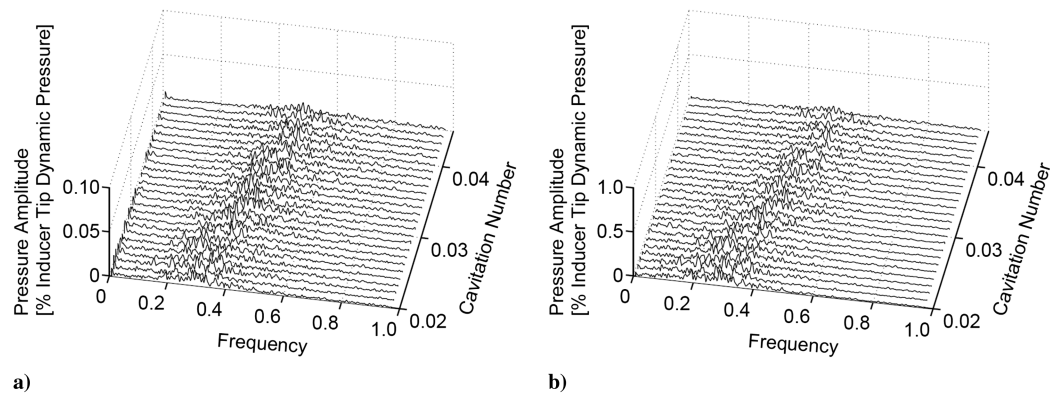 Pressure Amplitude
[% Inducer Tip Dynamic Pressure]
0.10
0.05
0
0
0.2
0.4
0.6
0.8
1.0
Frequency
0.02
0.03
0.04
Cavitation Number
a)
Pressure Amplitude
[% Inducer Tip Dynamic Pressure]
1.0
0.5
0
0
0.2
0.4
0.6
0.8
1.0
Frequency
0.02
0.03
0.04
Cavitation Number
b)